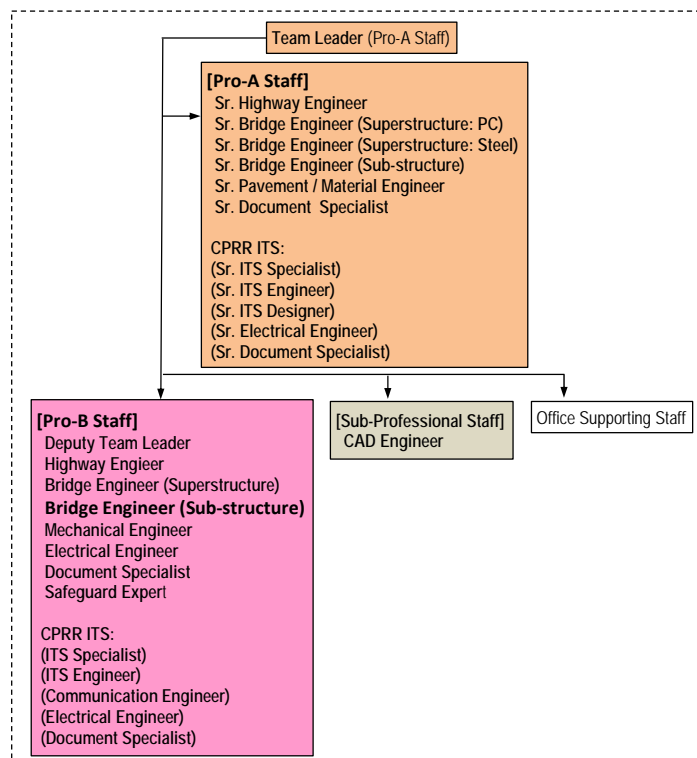 Team Leader (Pro-A Staff)
[Pro-A Staff]
Sr. Highway Engineer
Sr. Bridge Engineer (Superstructure: PC)
Sr. Bridge Engineer (Superstructure: Steel)
Sr. Bridge Engineer (Sub-structure)
Sr. Pavement / Material Engineer
Sr. Document Specialist
CPRR ITS:
(Sr. ITS Specialist)
(Sr. ITS Engineer)
(Sr. ITS Designer)
(Sr. Electrical Engineer)
(Sr. Document Specialist)
[Pro-B Staff]
Deputy Team Leader
Highway Engieer
Bridge Engineer (Superstructure)
Bridge Engineer (Sub-structure)
Mechanical Engineer
Electrical Engineer
Document Specialist
Safeguard Expert
CPRR ITS:
(ITS Specialist)
(ITS Engineer)
(Communication Engineer)
(Electrical Engineer)
(Document Specialist)
[Sub-Professional Staff]
CAD Engineer
Office Supporting Staff